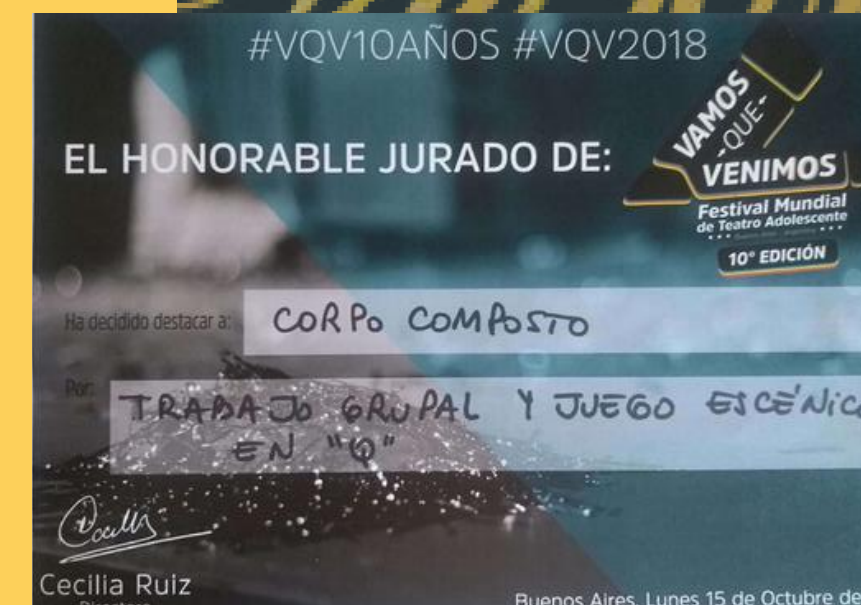 #VQV10AÑOS #VQV2018
VAMOS
-QUE-
VENIMOS
Festival Mundial
de Teatro Adolescente
10° EDICIÓN
EL HONORABLE JURADO DE:
Ha decidido destacar a: CORPO COMPOSTO
Por: TRABAJO GRUPAL Y JUEGO ESCÉNIC
EN "Q"
Cecilia Ruiz
Directora
Buenos Aires, Lunes 15 de Octubre de